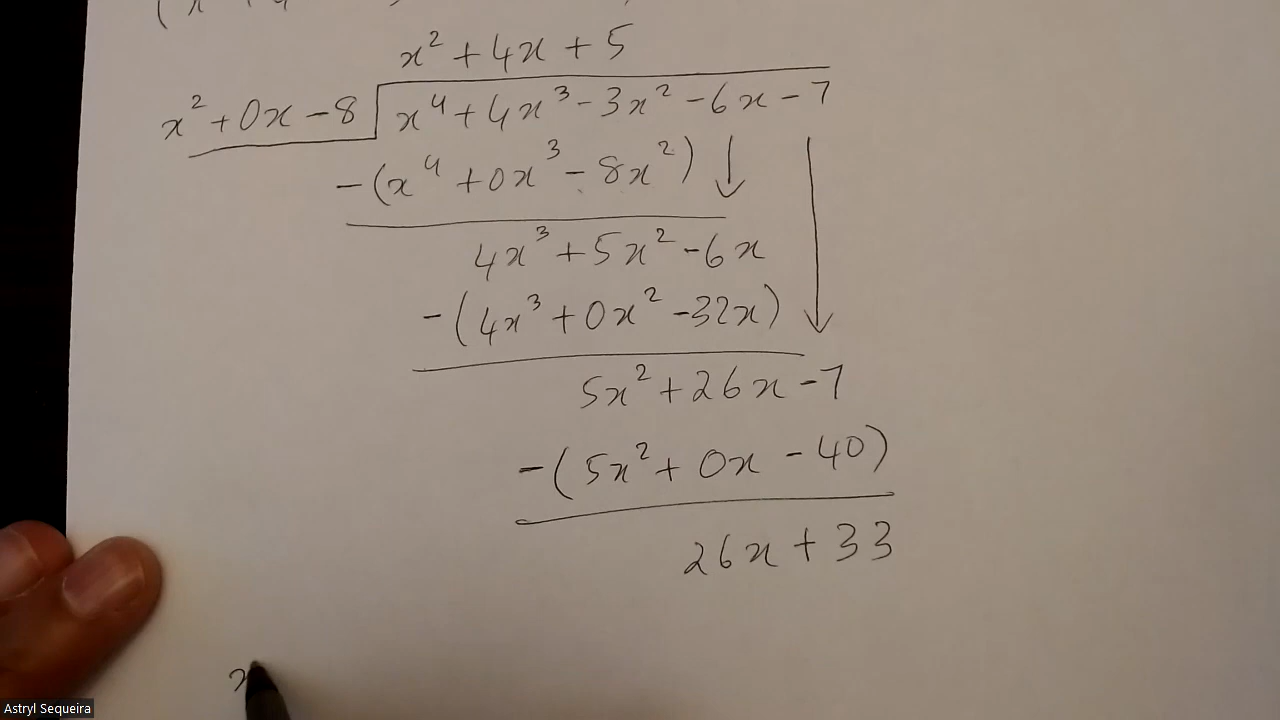 x² + 4x + 5
x² + 0x - 8 x⁴ + 4x³ - 3x² - 6x - 7
-(x⁴ + 0x³ - 8x²) ↓
4x³ + 5x² - 6x
-(4x³ + 0x² - 32x) ↓
5x² + 26x - 7
-(5x² + 0x - 40)
26x + 33
x
Astryl Sequeira